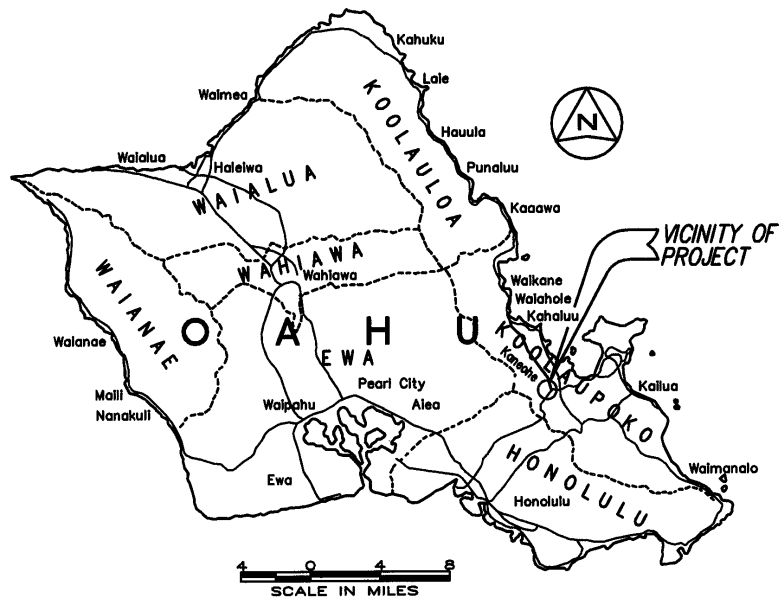 Kahuku
Laie
Waimea
KOOLAULOA
N
Hauula
Waialua
Haleiwa
Punaluu
WAIALUA
Kaaawa
VICINITY OF
PROJECT
WAHIAWA
Wahiawa
WAIANAE
Waikane
Waiahole
Kahaluu
OAHU
KOOLAUPOKO
Waianae
Kaneohe
EWA
Pearl City
Kailua
Maili
Nanakuli
Waipahu
Aiea
HONOLULU
Waimanalo
Ewa
Honolulu
4 0 4 8
SCALE IN MILES